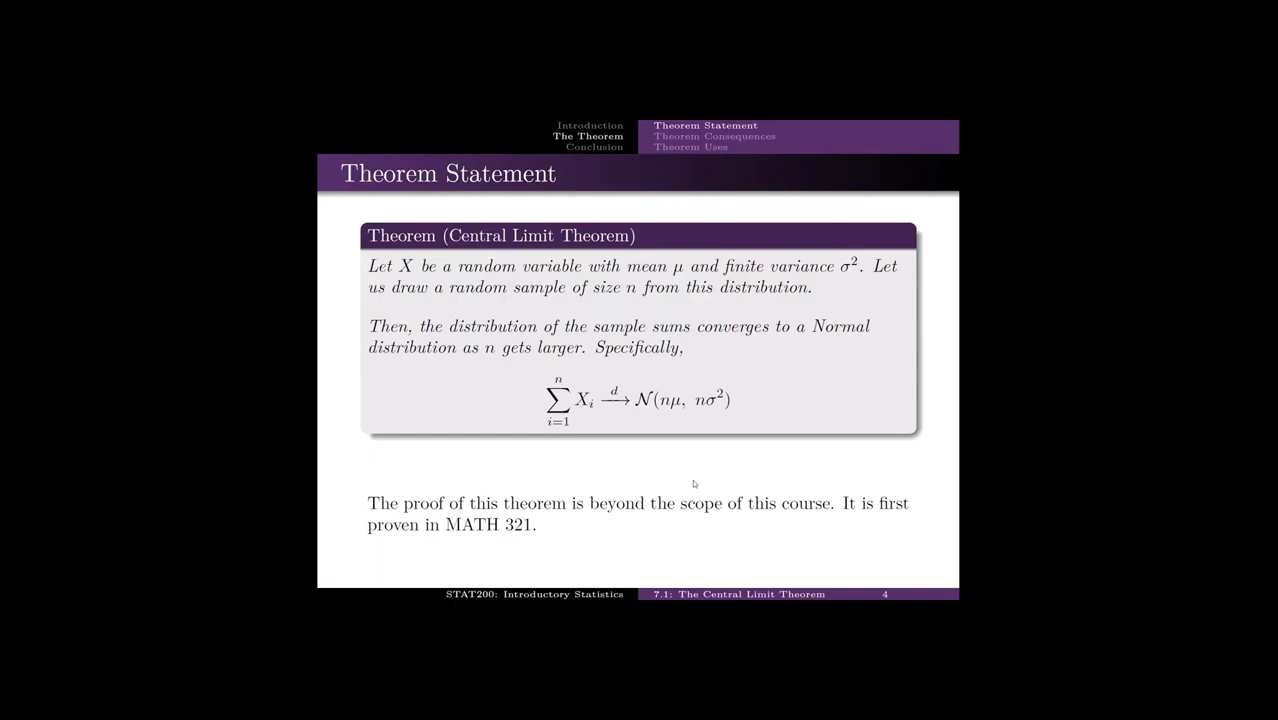 Introduction
The Theorem
Conclusion
Theorem Statement
Theorem Consequences
Theorem Uses
Theorem Statement
Theorem (Central Limit Theorem)
Let X be a random variable with mean μ and finite variance σ². Let
us draw a random sample of size n from this distribution.
Then, the distribution of the sample sums converges to a Normal
distribution as n gets larger. Specifically,
∑_{i=1}^{n} X_i \xrightarrow{d} 𝒩(nμ, nσ²)
The proof of this theorem is beyond the scope of this course. It is first
proven in MATH 321.
STAT200: Introductory Statistics
7.1: The Central Limit Theorem 4